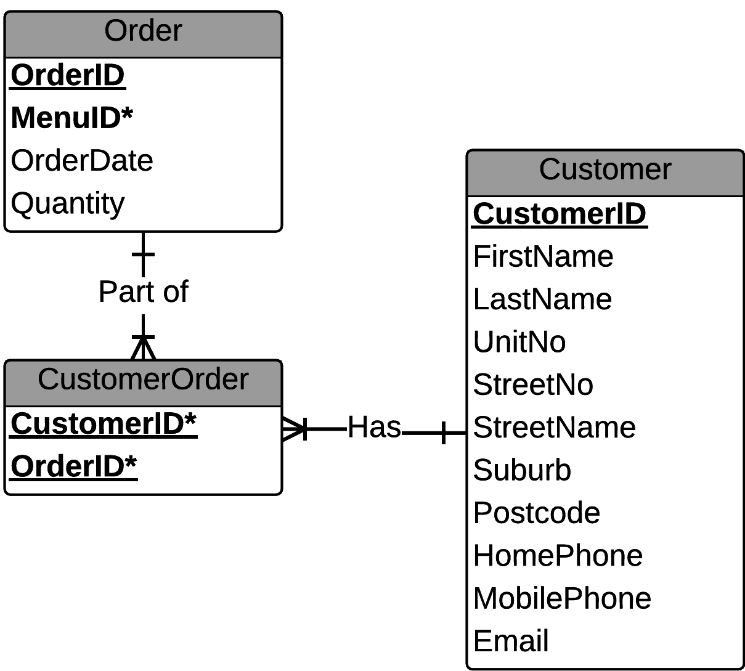 Order
OrderID
MenuID*
OrderDate
Quantity
Part of
CustomerOrder
CustomerID*
OrderID*
Has
Customer
CustomerID
FirstName
LastName
UnitNo
StreetNo
StreetName
Suburb
Postcode
HomePhone
MobilePhone
Email